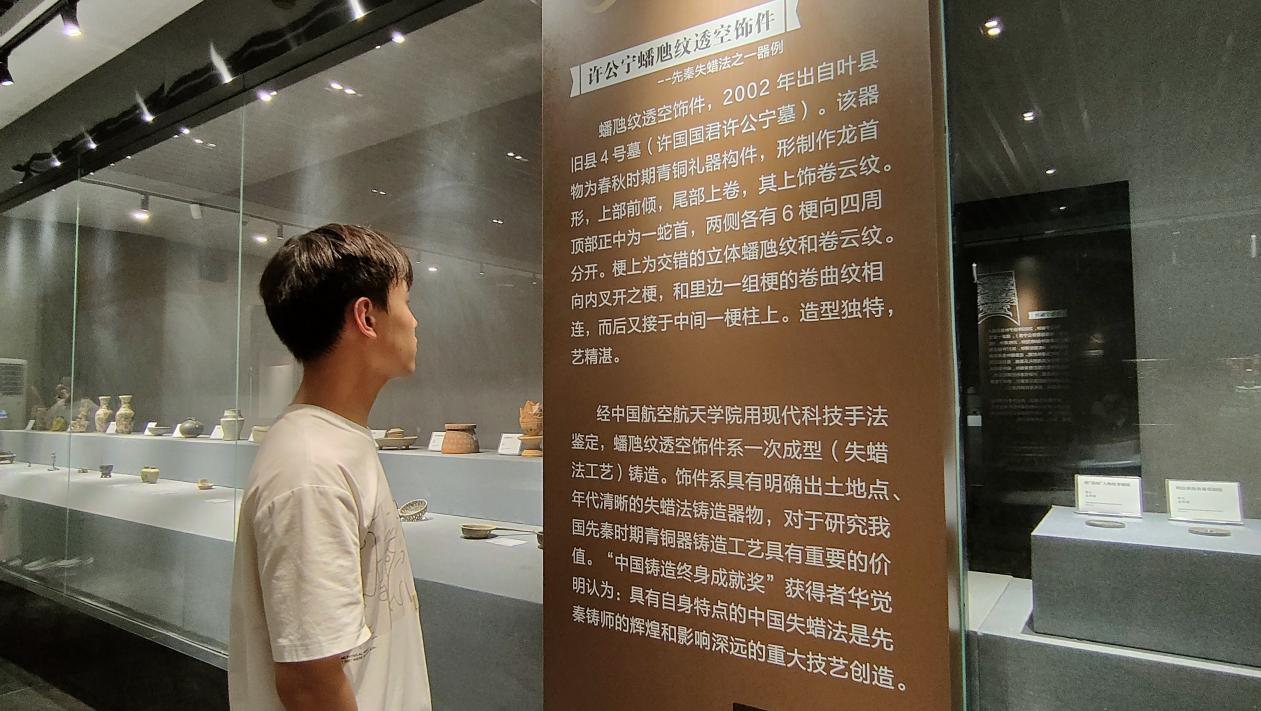 许公宁蟠虺纹透空饰件
--先秦失蜡法之一器例
蟠虺纹透空饰件，2002 年出自叶县
旧县 4 号墓（许国国君许公宁墓）。该器
物为春秋时期青铜礼器构件，形制作龙首
形，上部前倾，尾部上卷，其上饰卷云纹。
顶部正中为一蛇首，两侧各有 6 梗向四周
分开。梗上为交错的立体蟠虺纹和卷云纹。
向内叉开之梗，和里边一组梗的卷曲纹相
连，而后又接于中间一梗柱上。造型独特，
艺精湛。
经中国航空航天学院用现代科技手法
鉴定，蟠虺纹透空饰件系一次成型（失蜡
法工艺）铸造。饰件系具有明确出土地点、
年代清晰的失蜡法铸造器物，对于研究我
国先秦时期青铜器铸造工艺具有重要的价
值。“中国铸造终身成就奖”获得者华觉
明认为：具有自身特点的中国失蜡法是先
秦铸师的辉煌和影响深远的重大技艺创造。